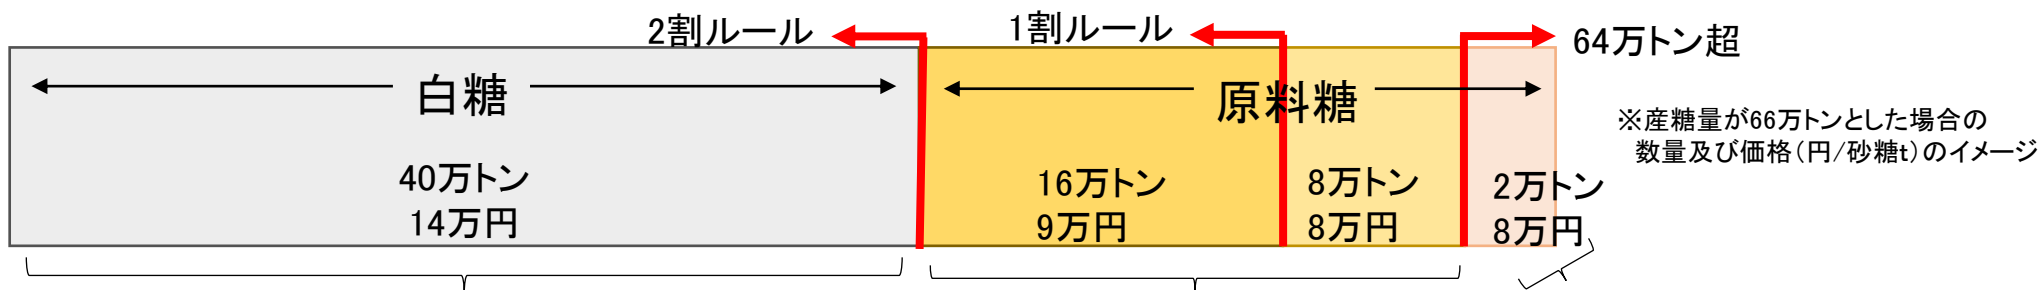 2割ルール
1割ルール
64万トン超
白糖
原料糖
※産糖量が66万トンとした場合の
数量及び価格（円/砂糖t）のイメージ
40万トン
14万円
16万トン
9万円
8万トン
8万円
2万トン
8万円